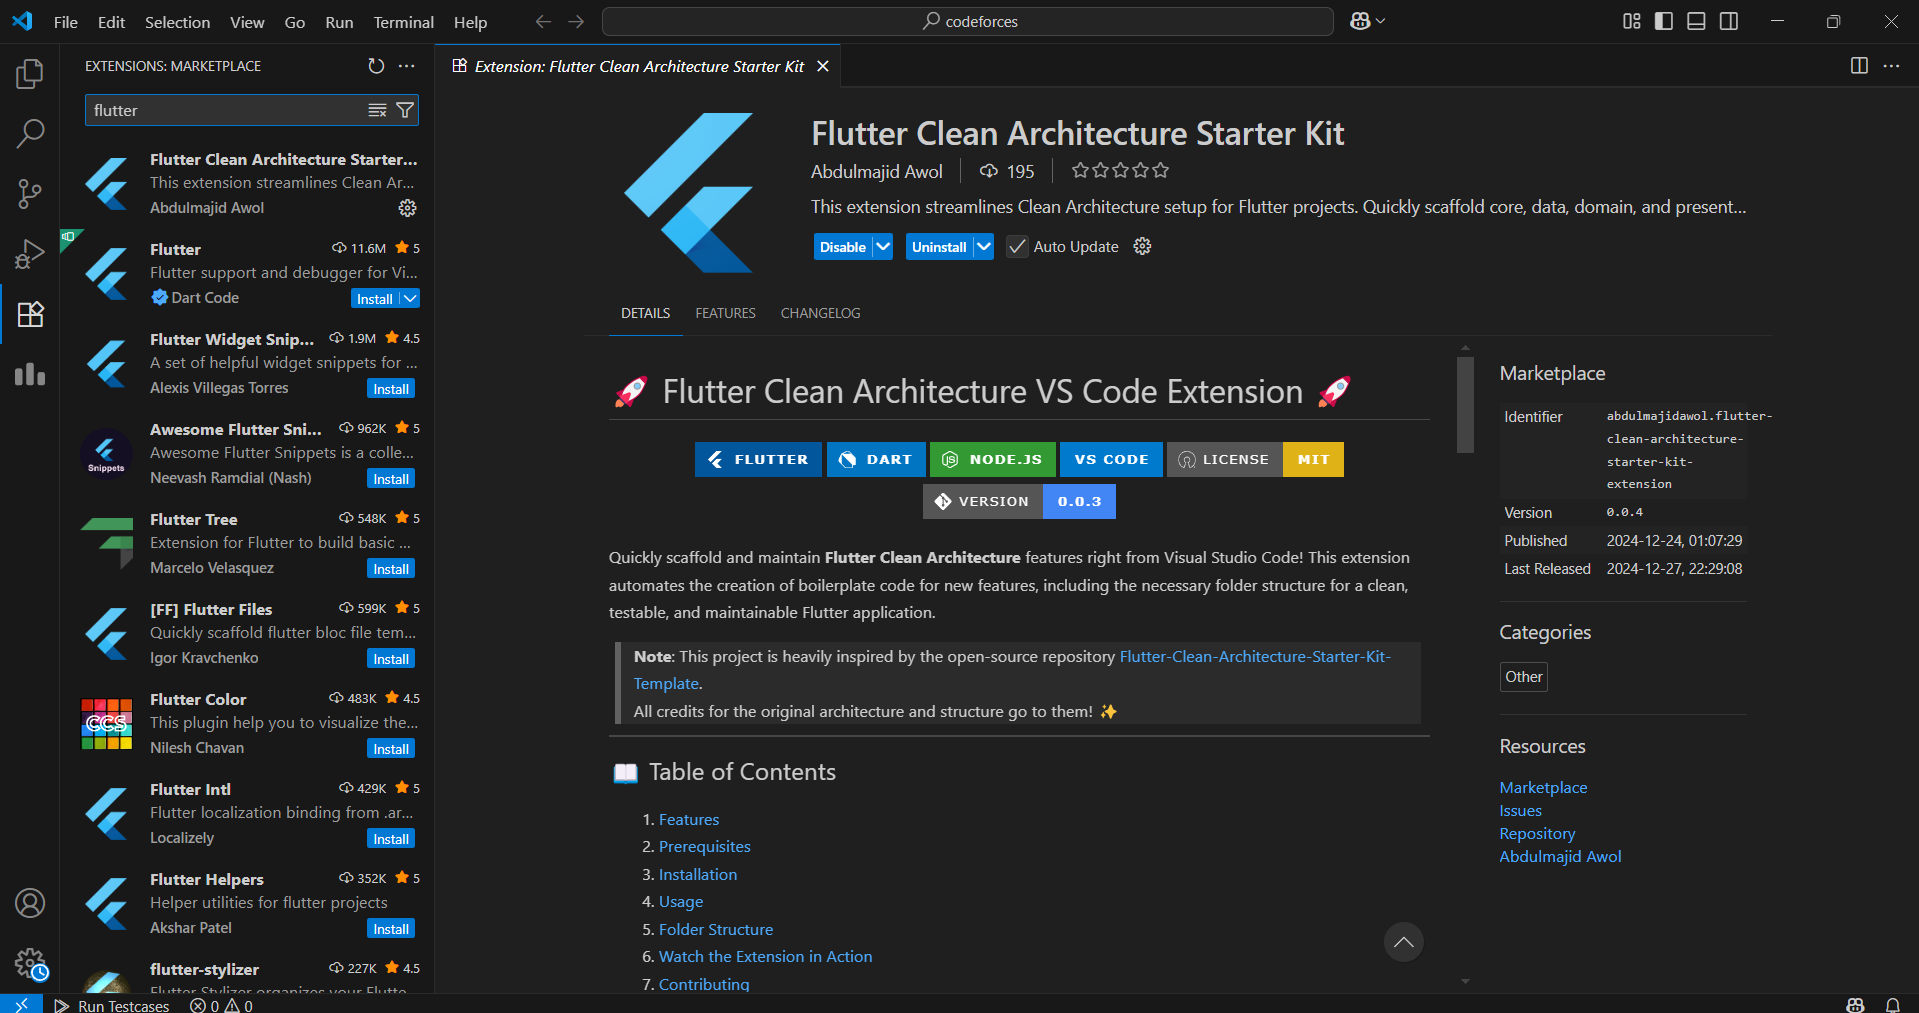 File Edit Selection View Go Run Terminal Help
codeforces
EXTENSIONS: MARKETPLACE
flutter
Flutter Clean Architecture Starter...
This extension streamlines Clean Ar...
Abdulmajid Awol
Flutter 11.6M 5
Flutter support and debugger for Vi...
Dart Code Install
Flutter Widget Snip... 1.9M 4.5
A set of helpful widget snippets for ...
Alexis Villegas Torres Install
Snippets
Awesome Flutter Sni... 962K 5
Awesome Flutter Snippets is a colle...
Neevash Ramdial (Nash) Install
Flutter Tree 548K 5
Extension for Flutter to build basic ...
Marcelo Velasquez Install
[FF] Flutter Files 599K 5
Quickly scaffold flutter bloc file tem...
Igor Kravchenko Install
CCS
Flutter Color 483K 4.5
This plugin help you to visualize the...
Nilesh Chavan Install
Flutter Intl 429K 5
Flutter localization binding from .ar...
Localizely Install
Flutter Helpers 352K 5
Helper utilities for flutter projects
Akshar Patel Install
flutter-stylizer 227K 4.5
Flutter Stylizer organizes your Flutte...
Extension: Flutter Clean Architecture Starter Kit
Flutter Clean Architecture Starter Kit
Abdulmajid Awol 195
This extension streamlines Clean Architecture setup for Flutter projects. Quickly scaffold core, data, domain, and present...
Disable Uninstall Auto Update
DETAILS FEATURES CHANGELOG
🚀 Flutter Clean Architecture VS Code Extension 🚀
FLUTTER DART NODE.JS VS CODE LICENSE MIT
VERSION 0.0.3
Quickly scaffold and maintain Flutter Clean Architecture features right from Visual Studio Code! This extension
automates the creation of boilerplate code for new features, including the necessary folder structure for a clean,
testable, and maintainable Flutter application.
Note: This project is heavily inspired by the open-source repository Flutter-Clean-Architecture-Starter-Kit-
Template.
All credits for the original architecture and structure go to them! ✨
📖 Table of Contents
1. Features
2. Prerequisites
3. Installation
4. Usage
5. Folder Structure
6. Watch the Extension in Action
7. Contributing
Marketplace
Identifier abdulmajidawol.flutter-
clean-architecture-
starter-kit-
extension
Version 0.0.4
Published 2024-12-24, 01:07:29
Last Released 2024-12-27, 22:29:08
Categories
Other
Resources
Marketplace
Issues
Repository
Abdulmajid Awol
Run Testcases 0 0